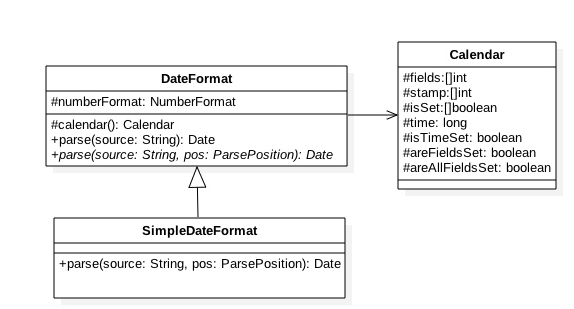 DateFormat
#numberFormat: NumberFormat
#calendar(): Calendar
+parse(source: String): Date
+parse(source: String, pos: ParsePosition): Date
Calendar
#fields:[]int
#stamp:[]int
#isSet:[]boolean
#time: long
#isTimeSet: boolean
#areFieldsSet: boolean
#areAllFieldsSet: boolean
SimpleDateFormat
+parse(source: String, pos: ParsePosition): Date